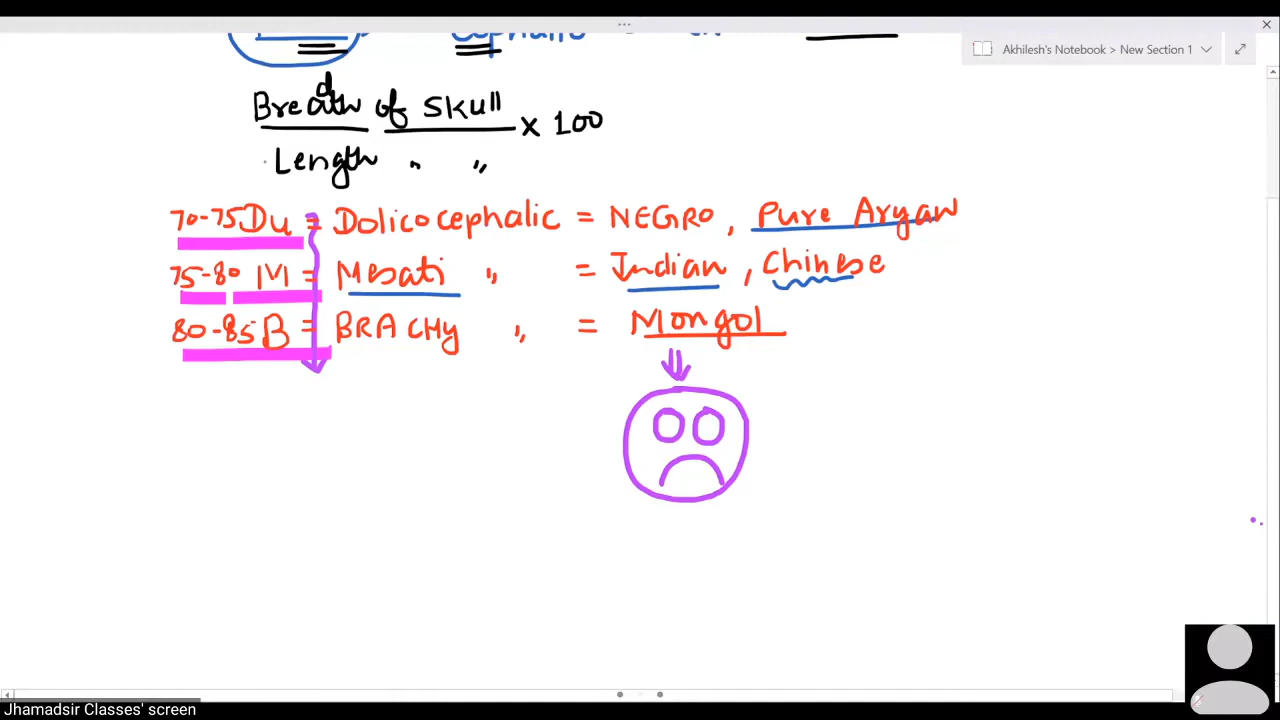 Akhilesh's Notebook > New Section 1
Cephalic
Breadth of Skull
x 100
Length " "
70-75 Du = Dolicocephalic = NEGRO, Pure Aryan
75-80 M = Mesati " = Indian, Chinese
80-85 B = BRACHy " = Mongol
Jhamadsir Classes' screen